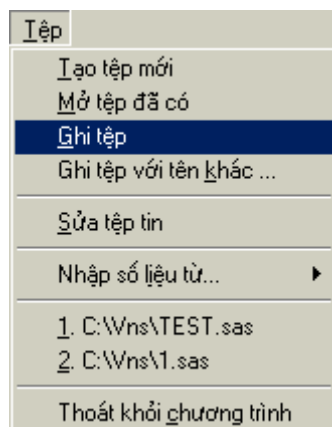 Tệp
Tạo tệp mới
Mở tệp đã có
Ghi tệp
Ghi tệp với tên khác ...
Sửa tệp tin
Nhập số liệu từ...
1. C:\Vns\TEST.sas
2. C:\Vns\1.sas
Thoát khỏi chương trình